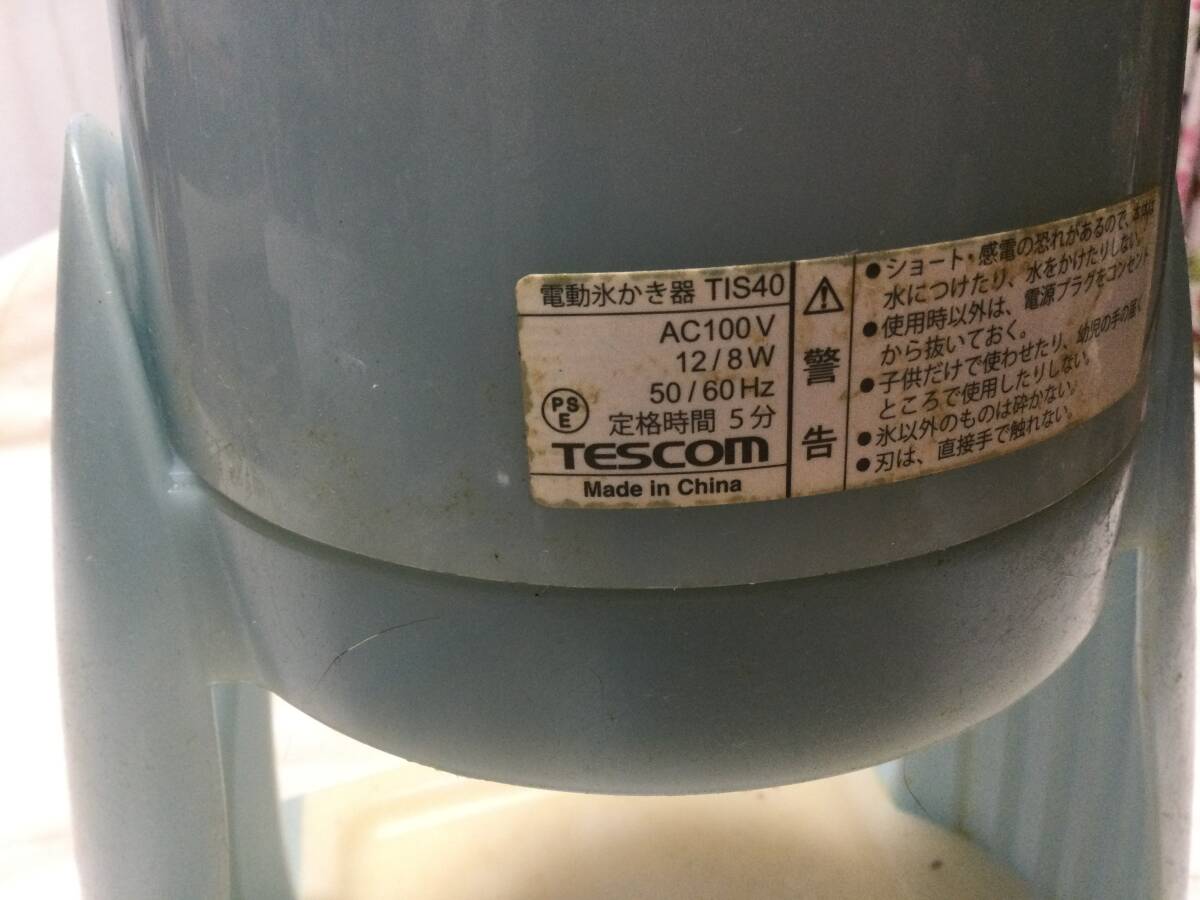 電動氷かき器 TIS40
AC100V
12/8W
50/60Hz
PS
E
定格時間 5分
TESCOM
Made in China
警
告
●ショート・感電の恐れがあるので、本体は
水につけたり、水をかけたりしない。
●使用時以外は、電源プラグをコンセント
から抜いておく。
●子供だけで使わせたり、幼児の手の届く
ところで使用したりしない。
●氷以外のものは砕かない。
●刃は、直接手で触れない。